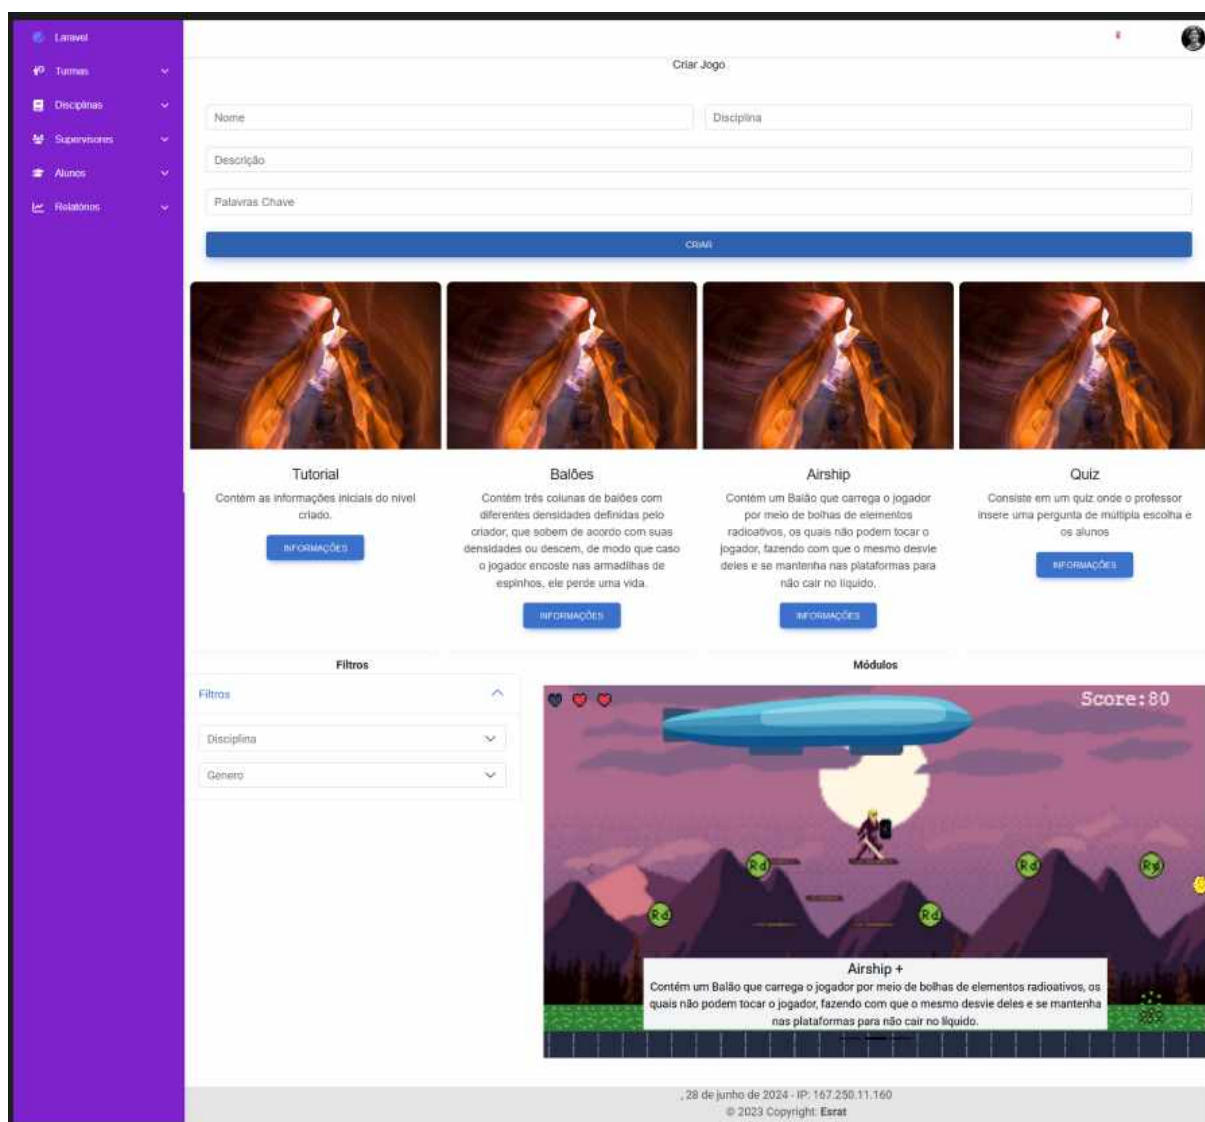 Laravel
Turmas
Disciplinas
Supervisores
Alunos
Relatórios
Criar Jogo
Nome
Disciplina
Descrição
Palavras Chave
CRIAR
Tutorial
Contém as informações iniciais do nível
criado.
INFORMAÇÕES
Balões
Contém três colunas de balões com
diferentes densidades definidas pelo
criador, que sobem de acordo com suas
densidades ou descem, de modo que caso
o jogador encoste nas armadilhas de
espinhos, ele perde uma vida.
INFORMAÇÕES
Airship
Contém um Balão que carrega o jogador
por meio de bolhas de elementos
radioativos, os quais não podem tocar o
jogador, fazendo com que o mesmo desvie
deles e se mantenha nas plataformas para
não cair no líquido.
INFORMAÇÕES
Quiz
Consiste em um quiz onde o professor
insere uma pergunta de múltipla escolha e
os alunos
INFORMAÇÕES
Filtros
Filtros
Disciplina
Genero
Módulos
Score:80
Rd
Rd
Rd
Rd
Airship +
Contém um Balão que carrega o jogador por meio de bolhas de elementos radioativos, os
quais não podem tocar o jogador, fazendo com que o mesmo desvie deles e se mantenha
nas plataformas para não cair no líquido.
, 28 de junho de 2024 - IP: 167.250.11.160
© 2023 Copyright: Esrat